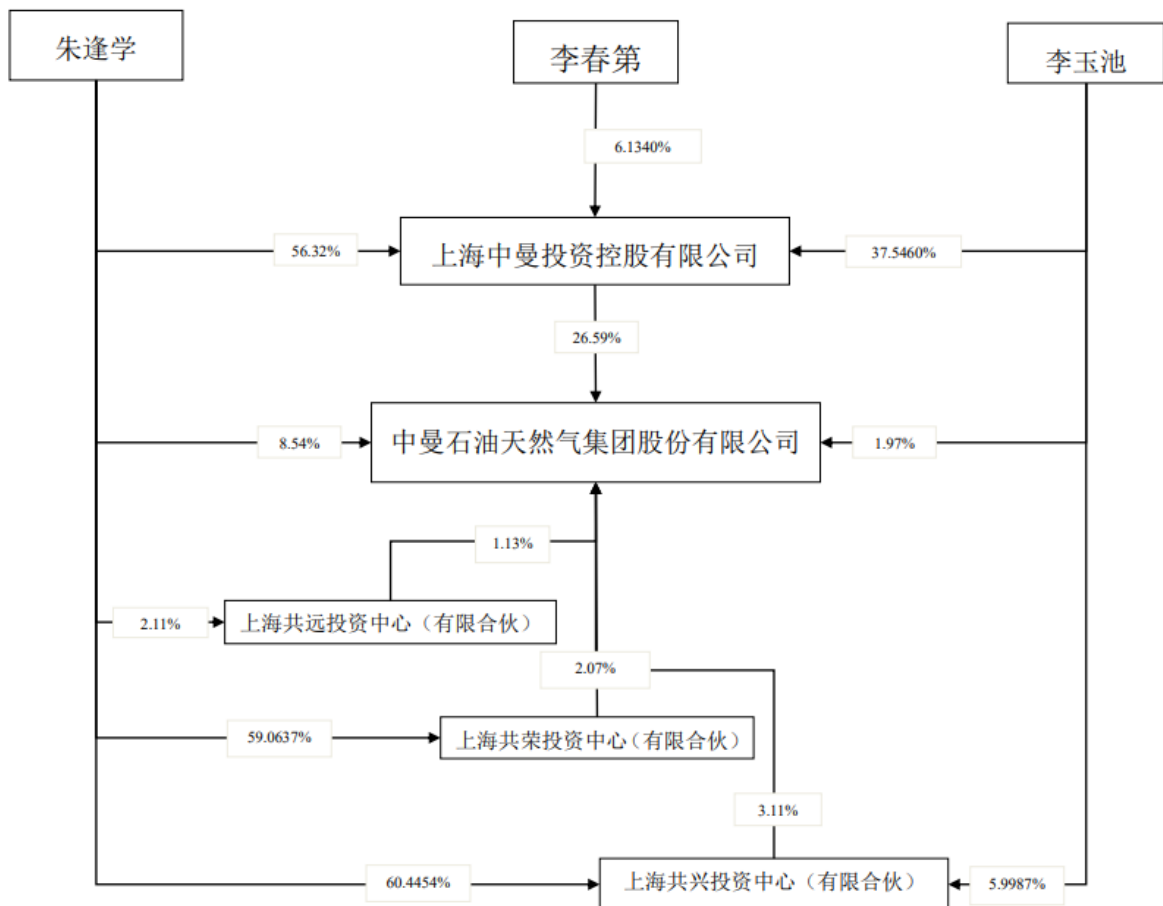 朱逢学
李春第
李玉池
6.1340%
上海中曼投资控股有限公司
56.32%
37.5460%
26.59%
中曼石油天然气集团股份有限公司
8.54%
1.97%
1.13%
上海共远投资中心（有限合伙）
2.11%
2.07%
上海共荣投资中心（有限合伙）
59.0637%
3.11%
上海共兴投资中心（有限合伙）
60.4454%
5.9987%